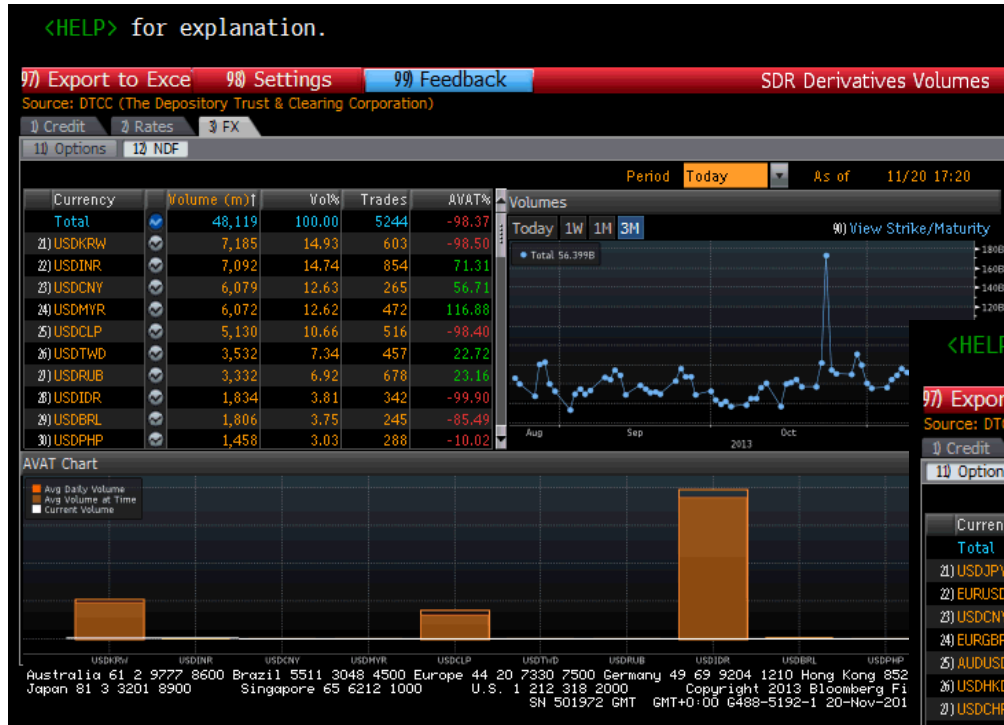 <HELP> for explanation.
97) Export to Exce 98) Settings 99) Feedback SDR Derivatives Volumes
Source: DTCC (The Depository Trust & Clearing Corporation)
1) Credit 2) Rates 3) FX
11) Options 12) NDF
Period Today As of 11/20 17:20
Currency Volume (m)↑ Vol% Trades AVAT%
Total 48,119 100.00 5244 -98.37
21) USDKRW 7,185 14.93 603 -98.50
22) USDINR 7,092 14.74 854 71.31
23) USDCNY 6,079 12.63 265 56.71
24) USDMYR 6,072 12.62 472 116.88
25) USDCLP 5,130 10.66 516 -98.40
26) USDTWD 3,532 7.34 457 22.72
27) USDRUB 3,332 6.92 678 23.16
28) USDIDR 1,834 3.81 342 -99.90
29) USDBRL 1,806 3.75 245 -85.49
30) USDPHP 1,458 3.03 288 -10.02
Volumes
Today 1W 1M 3M 90) View Strike/Maturity
Total 56.399B
180B
160B
140B
120B
Aug Sep Oct
2013
AVAT Chart
Avg Daily Volume
Avg Volume at Time
Current Volume
USDKRW USDINR USDCNY USDMYR USDCLP USDTWD USDRUB USDIDR USDBRL USDPHP
Australia 61 2 9777 8600 Brazil 5511 3048 4500 Europe 44 20 7330 7500 Germany 49 69 9204 1210 Hong Kong 852
Japan 81 3 3201 8900 Singapore 65 6212 1000 U.S. 1 212 318 2000 Copyright 2013 Bloomberg Fi
SN 501972 GMT GMT+0:00 G488-5192-1 20-Nov-201
<HELP
97) Expor
Source: DT
1) Credit
11) Option
Curren
Total
21) USDJPY
22) EURUSD
23) USDCNY
24) EURGBP
25) AUDUSD
26) USDHKD
27) USDCHF